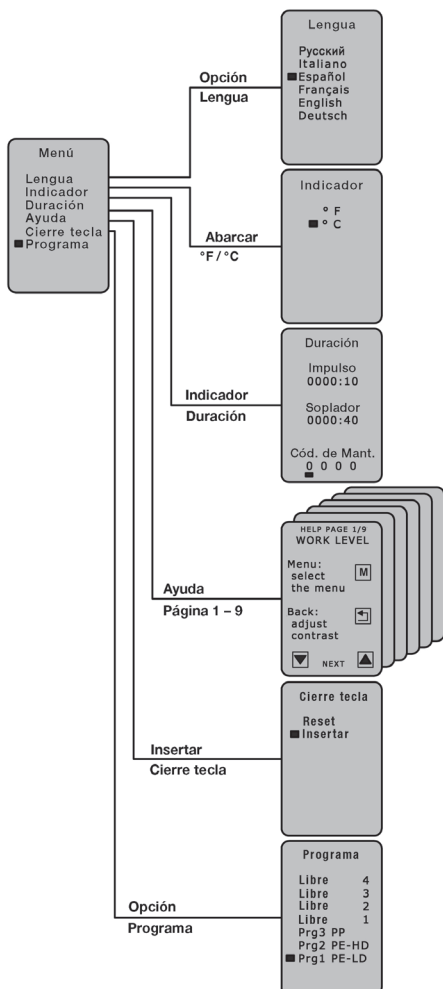 Menú
Lengua
Indicador
Duración
Ayuda
Cierre tecla
Programa
Opción
Lengua
Lengua
Русский
Italiano
Español
Français
English
Deutsch
Abarcar
°F / °C
Indicador
° F
° C
Indicador
Duración
Duración
Impulso
0000:10
Soplador
0000:40
Cód. de Mant.
0 0 0 0
Ayuda
Página 1 – 9
HELP PAGE 1/9
WORK LEVEL
Menu:
select
the menu
M
Back:
adjust
contrast
NEXT
Insertar
Cierre tecla
Cierre tecla
Reset
Insertar
Opción
Programa
Programa
Libre 4
Libre 3
Libre 2
Libre 1
Prg3 PP
Prg2 PE-HD
Prg1 PE-LD